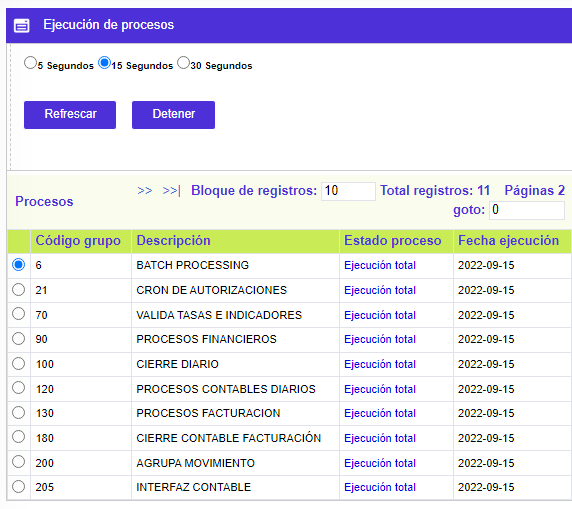 Ejecución de procesos
5 Segundos 15 Segundos 30 Segundos
Refrescar Detener
Procesos >> >>| Bloque de registros: 10 Total registros: 11 Páginas 2
goto: 0
Código grupo Descripción Estado proceso Fecha ejecución
6 BATCH PROCESSING Ejecución total 2022-09-15
21 CRON DE AUTORIZACIONES Ejecución total 2022-09-15
70 VALIDA TASAS E INDICADORES Ejecución total 2022-09-15
90 PROCESOS FINANCIEROS Ejecución total 2022-09-15
100 CIERRE DIARIO Ejecución total 2022-09-15
120 PROCESOS CONTABLES DIARIOS Ejecución total 2022-09-15
130 PROCESOS FACTURACION Ejecución total 2022-09-15
180 CIERRE CONTABLE FACTURACIÓN Ejecución total 2022-09-15
200 AGRUPA MOVIMIENTO Ejecución total 2022-09-15
205 INTERFAZ CONTABLE Ejecución total 2022-09-15